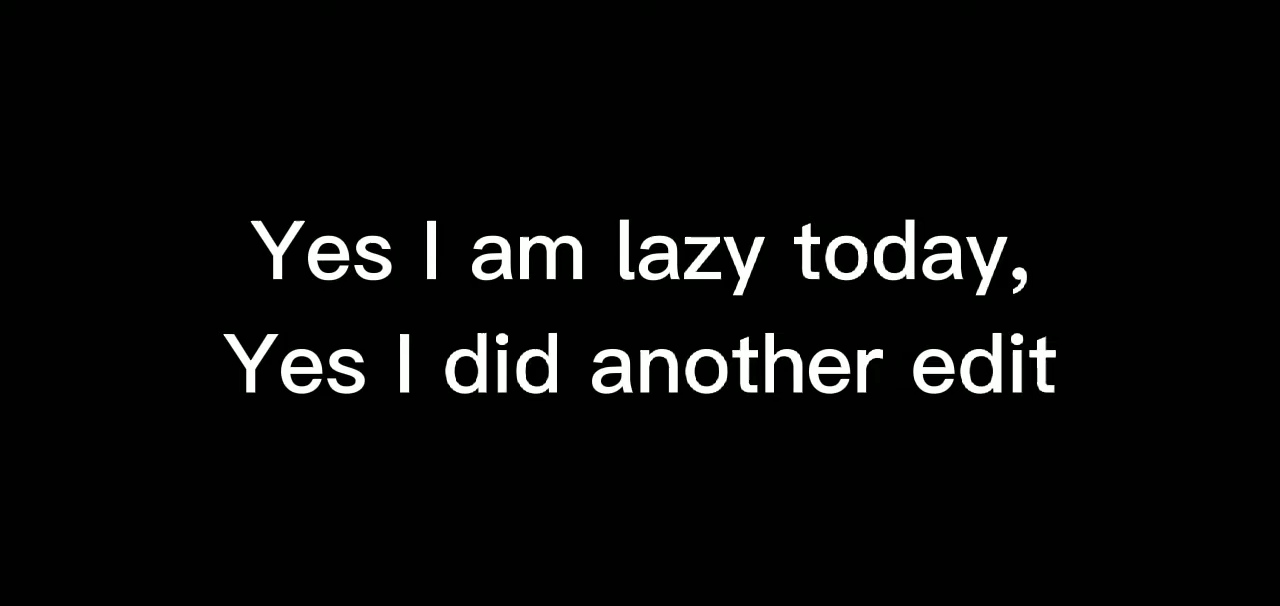 Yes I am lazy today,
Yes I did another edit